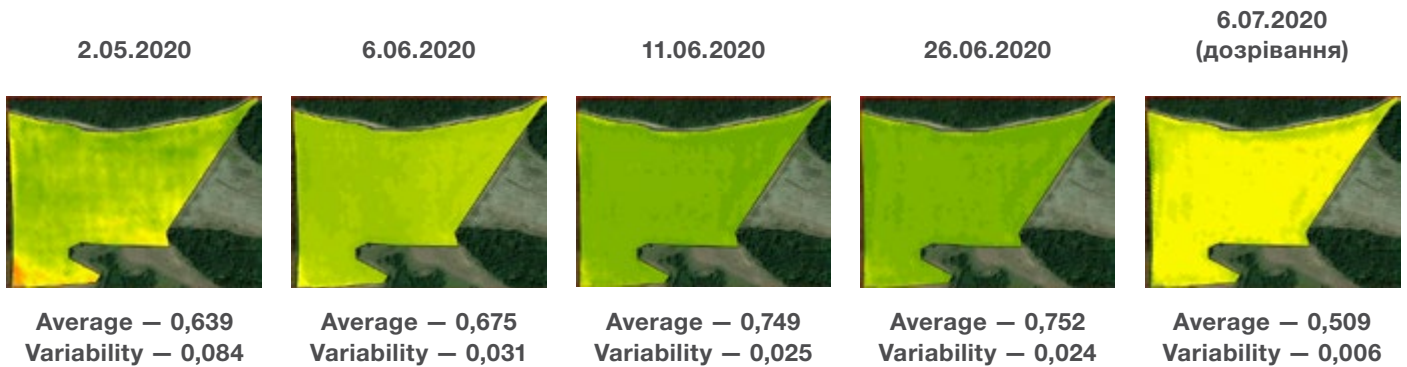 2.05.2020
6.06.2020
11.06.2020
26.06.2020
6.07.2020
(дозрівання)
Average — 0,639
Variability — 0,084
Average — 0,675
Variability — 0,031
Average — 0,749
Variability — 0,025
Average — 0,752
Variability — 0,024
Average — 0,509
Variability — 0,006